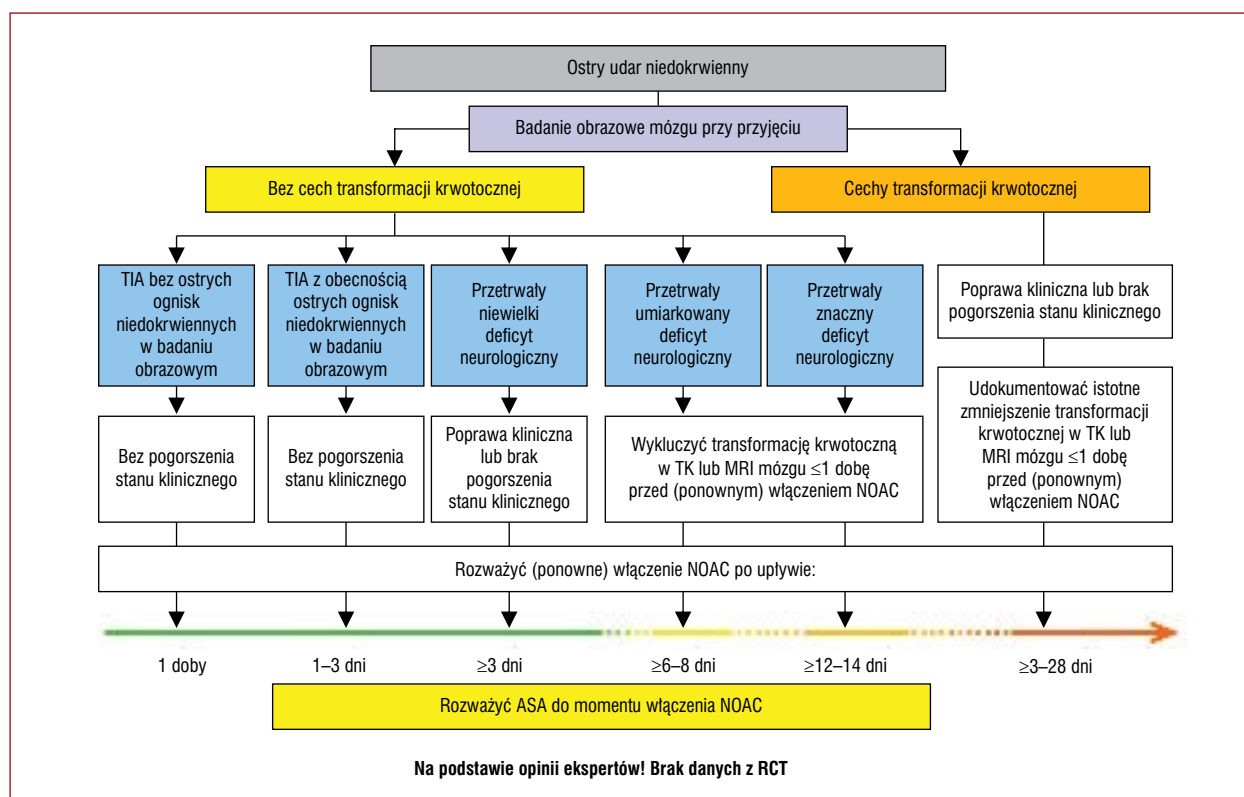 Ostry udar niedokrwienny
Badanie obrazowe mózgu przy przyjęciu
Bez cech transformacji krwotocznej
Cechy transformacji krwotocznej
TIA bez ostrych
ognisk
niedokrwiennych
w badaniu
obrazowym
TIA z obecnością
ostrych ognisk
niedokrwiennych
w badaniu
obrazowym
Przetrwały
niewielki
deficyt
neurologiczny
Przetrwały
umiarkowany
deficyt
neurologiczny
Przetrwały
znaczny
deficyt
neurologiczny
Poprawa kliniczna lub brak
pogorszenia stanu klinicznego
Bez pogorszenia
stanu klinicznego
Bez pogorszenia
stanu klinicznego
Poprawa kliniczna
lub brak
pogorszenia
stanu klinicznego
Wykluczyć transformację krwotoczną
w TK lub MRI mózgu ≤1 dobę
przed (ponownym) włączeniem NOAC
Udokumentować istotne
zmniejszenie transformacji
krwotocznej w TK lub
MRI mózgu ≤1 dobę
przed (ponownym)
włączeniem NOAC
Rozważyć (ponowne) włączenie NOAC po upływie:
1 doby
1–3 dni
≥3 dni
≥6–8 dni
≥12–14 dni
≥3–28 dni
Rozważyć ASA do momentu włączenia NOAC
Na podstawie opinii ekspertów! Brak danych z RCT